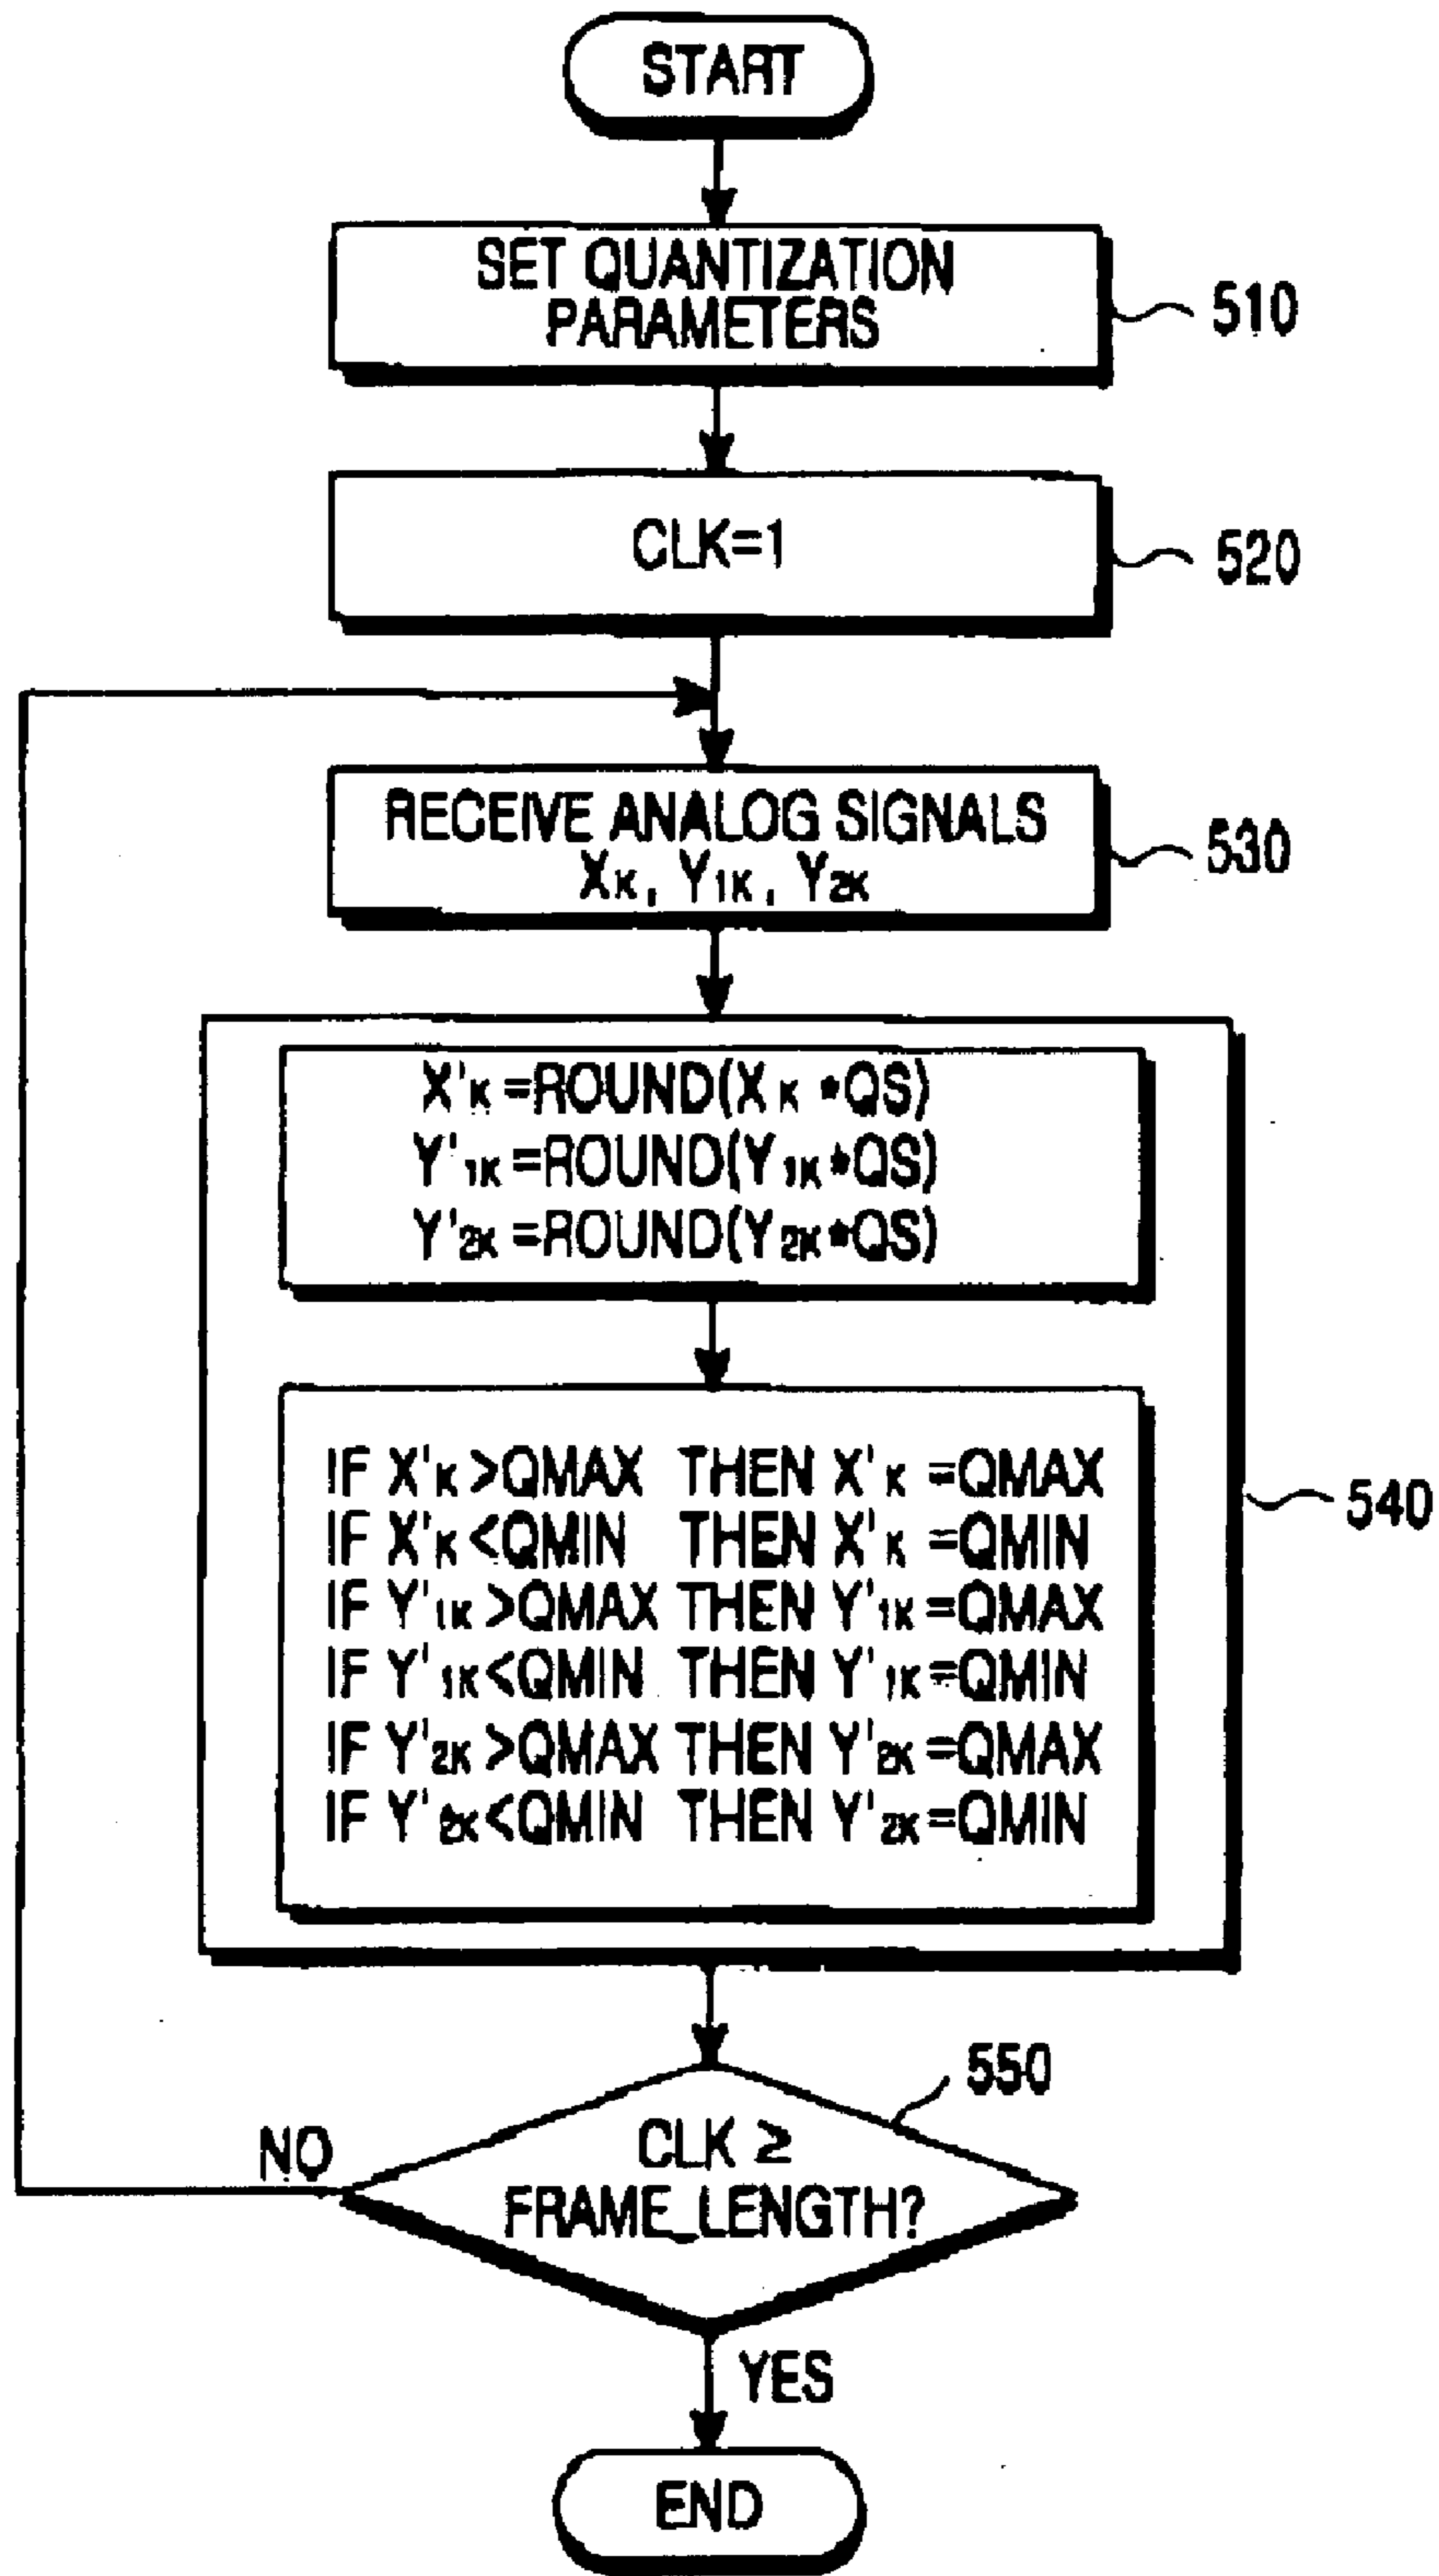 START
SET QUANTIZATION
PARAMETERS
510
CLK=1
520
RECEIVE ANALOG SIGNALS
XK, Y1K, Y2K
530
X'K=ROUND(XK*QS)
Y'1K=ROUND(Y1K*QS)
Y'2K=ROUND(Y2K*QS)
IF X'K>QMAX THEN X'K=QMAX
IF X'K<QMIN THEN X'K=QMIN
IF Y'1K>QMAX THEN Y'1K=QMAX
IF Y'1K<QMIN THEN Y'1K=QMIN
IF Y'2K>QMAX THEN Y'2K=QMAX
IF Y'2K<QMIN THEN Y'2K=QMIN
540
550
CLK ≥
FRAME_LENGTH?
NO
YES
END